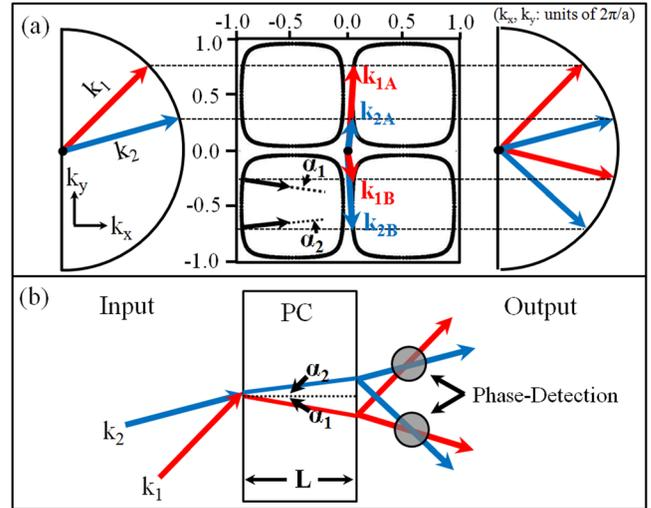 (a)
-1.0 -0.5 0.0 0.5 1.0
(kx, ky: units of 2π/a)
1.0
0.5
0.0
-0.5
-1.0
k1
k2
ky
kx
k1A
k2A
k1B
k2B
α1
α2
(b)
Input
PC
Output
α2
α1
k2
k1
L
Phase-Detection